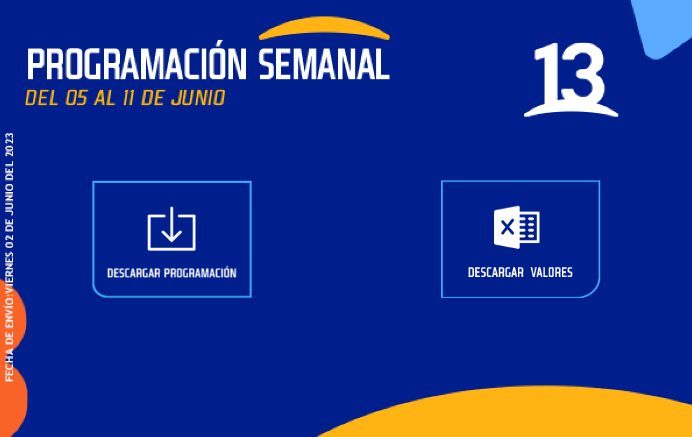 PROGRAMACIÓN SEMANAL
DEL 05 AL 11 DE JUNIO
13
FECHA DE ENVÍO:VIERNES 02 DE JUNIO DEL 2023
DESCARGAR PROGRAMACIÓN
X
DESCARGAR VALORES